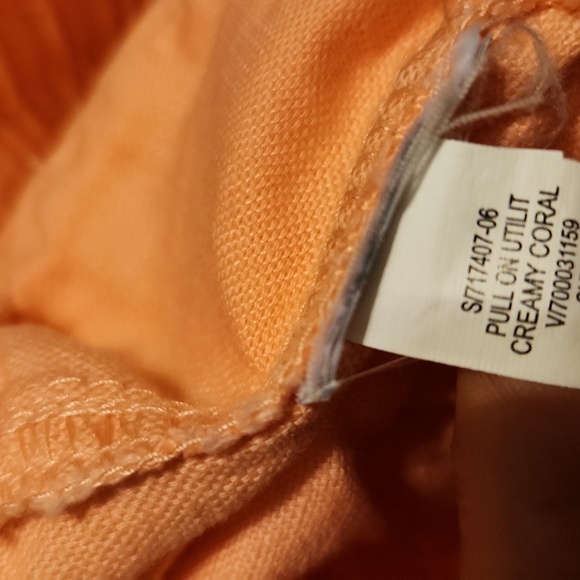 S/717407-06
PULL ON UTILIT
CREAMY CORAL
V/700031159